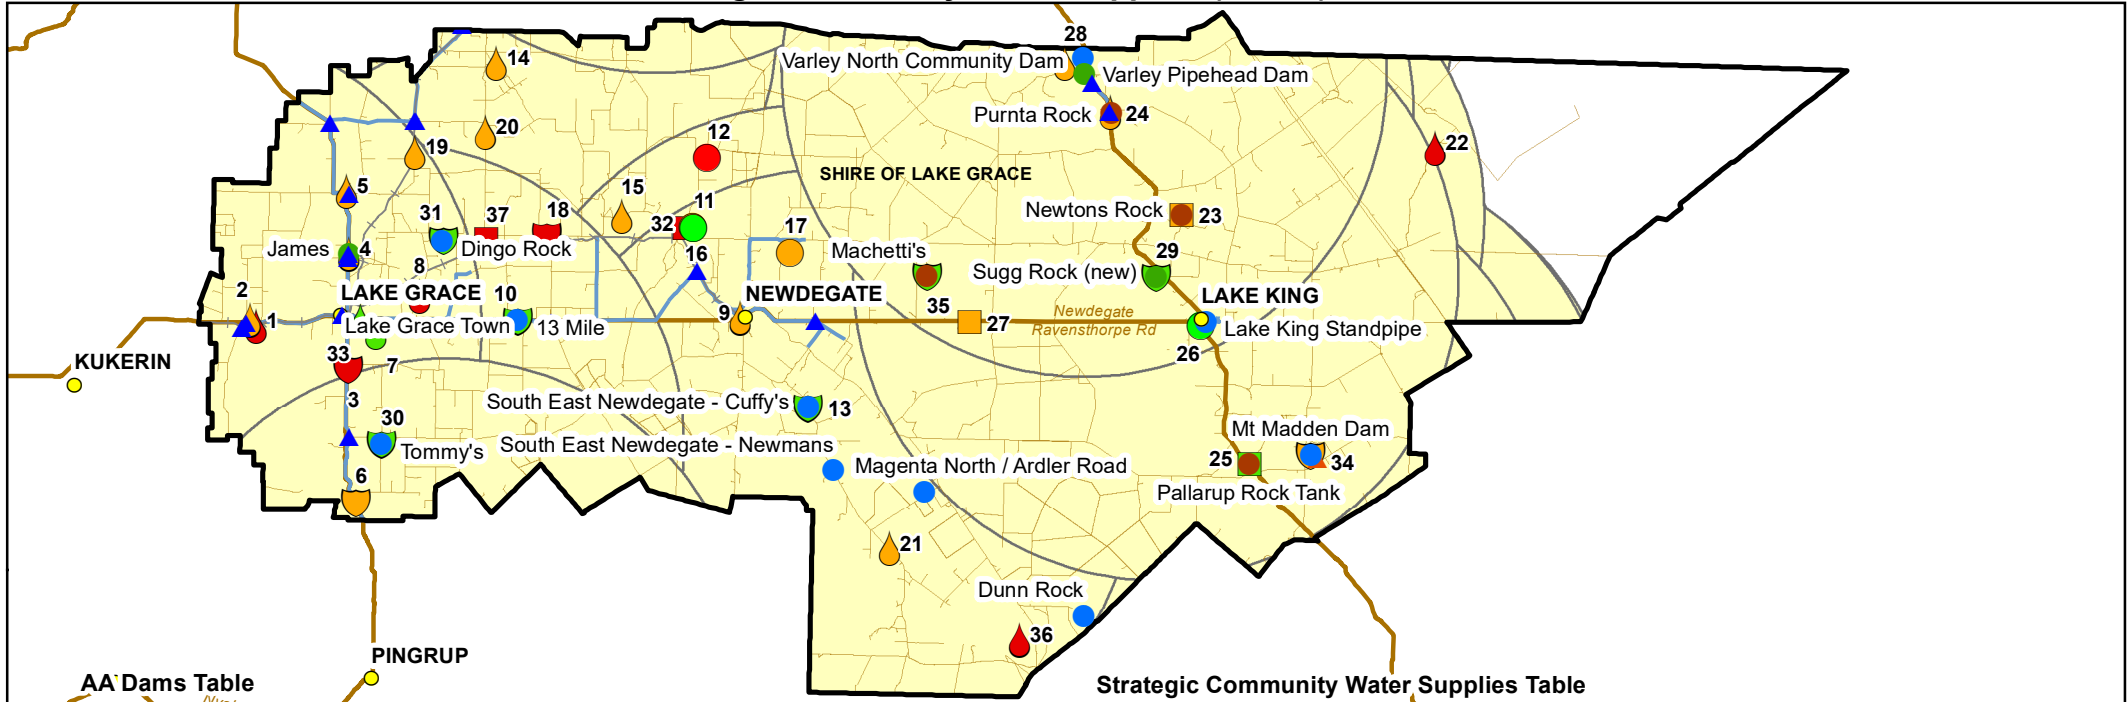 28
14
Varley North Community Dam
Varley Pipehead Dam
Purnta Rock
24
20
12
19
22
SHIRE OF LAKE GRACE
5
15
11
31
37
18
32
17
Newtons Rock
23
James
4
Dingo Rock
16
Machetti's
29
8
Sugg Rock (new)
2
LAKE GRACE
10
NEWDEGATE
35
LAKE KING
1
Lake Grace Town
13 Mile
9
27
Newdegate
Ravensthorpe Rd
Lake King Standpipe
KUKERIN
33
7
26
3
South East Newdegate - Cuffy's
13
30
Tommy's
South East Newdegate - Newmans
Mt Madden Dam
Magenta North / Ardler Road
25
34
6
Pallarup Rock Tank
21
Dunn Rock
36
PINGRUP
AA Dams Table
Strategic Community Water Supplies Table